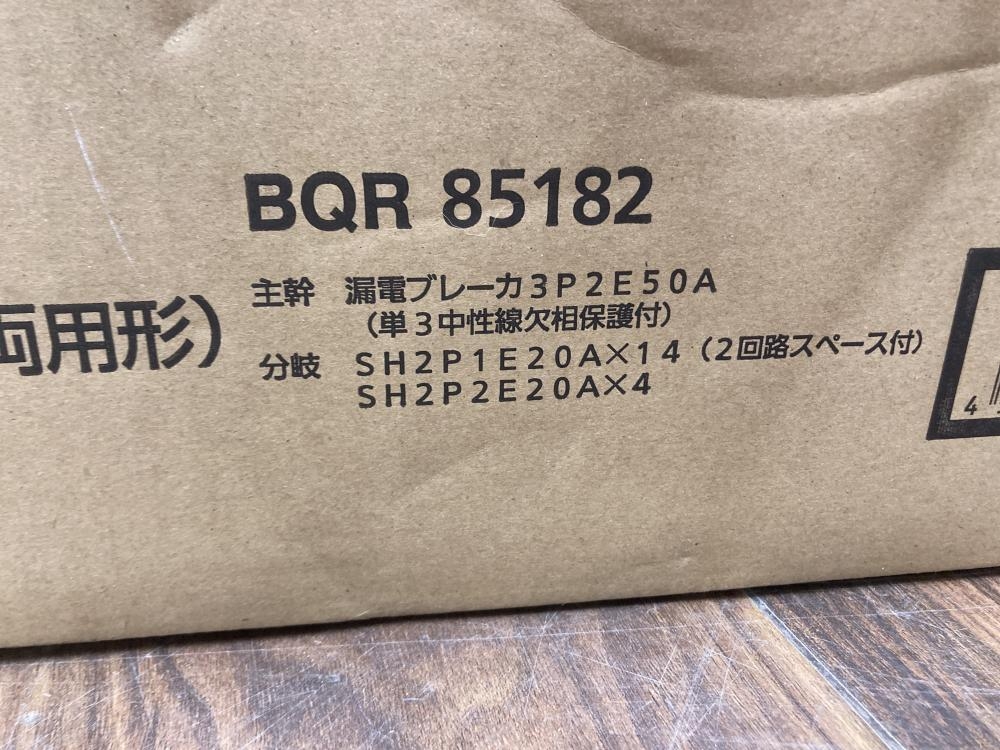 BQR 85182
主幹 漏電ブレーカ3P2E50A
(単3中性線欠相保護付)
両用形)
分岐 SH2P1E20A×14 (2回路スペース付)
SH2P2E20A×4
4